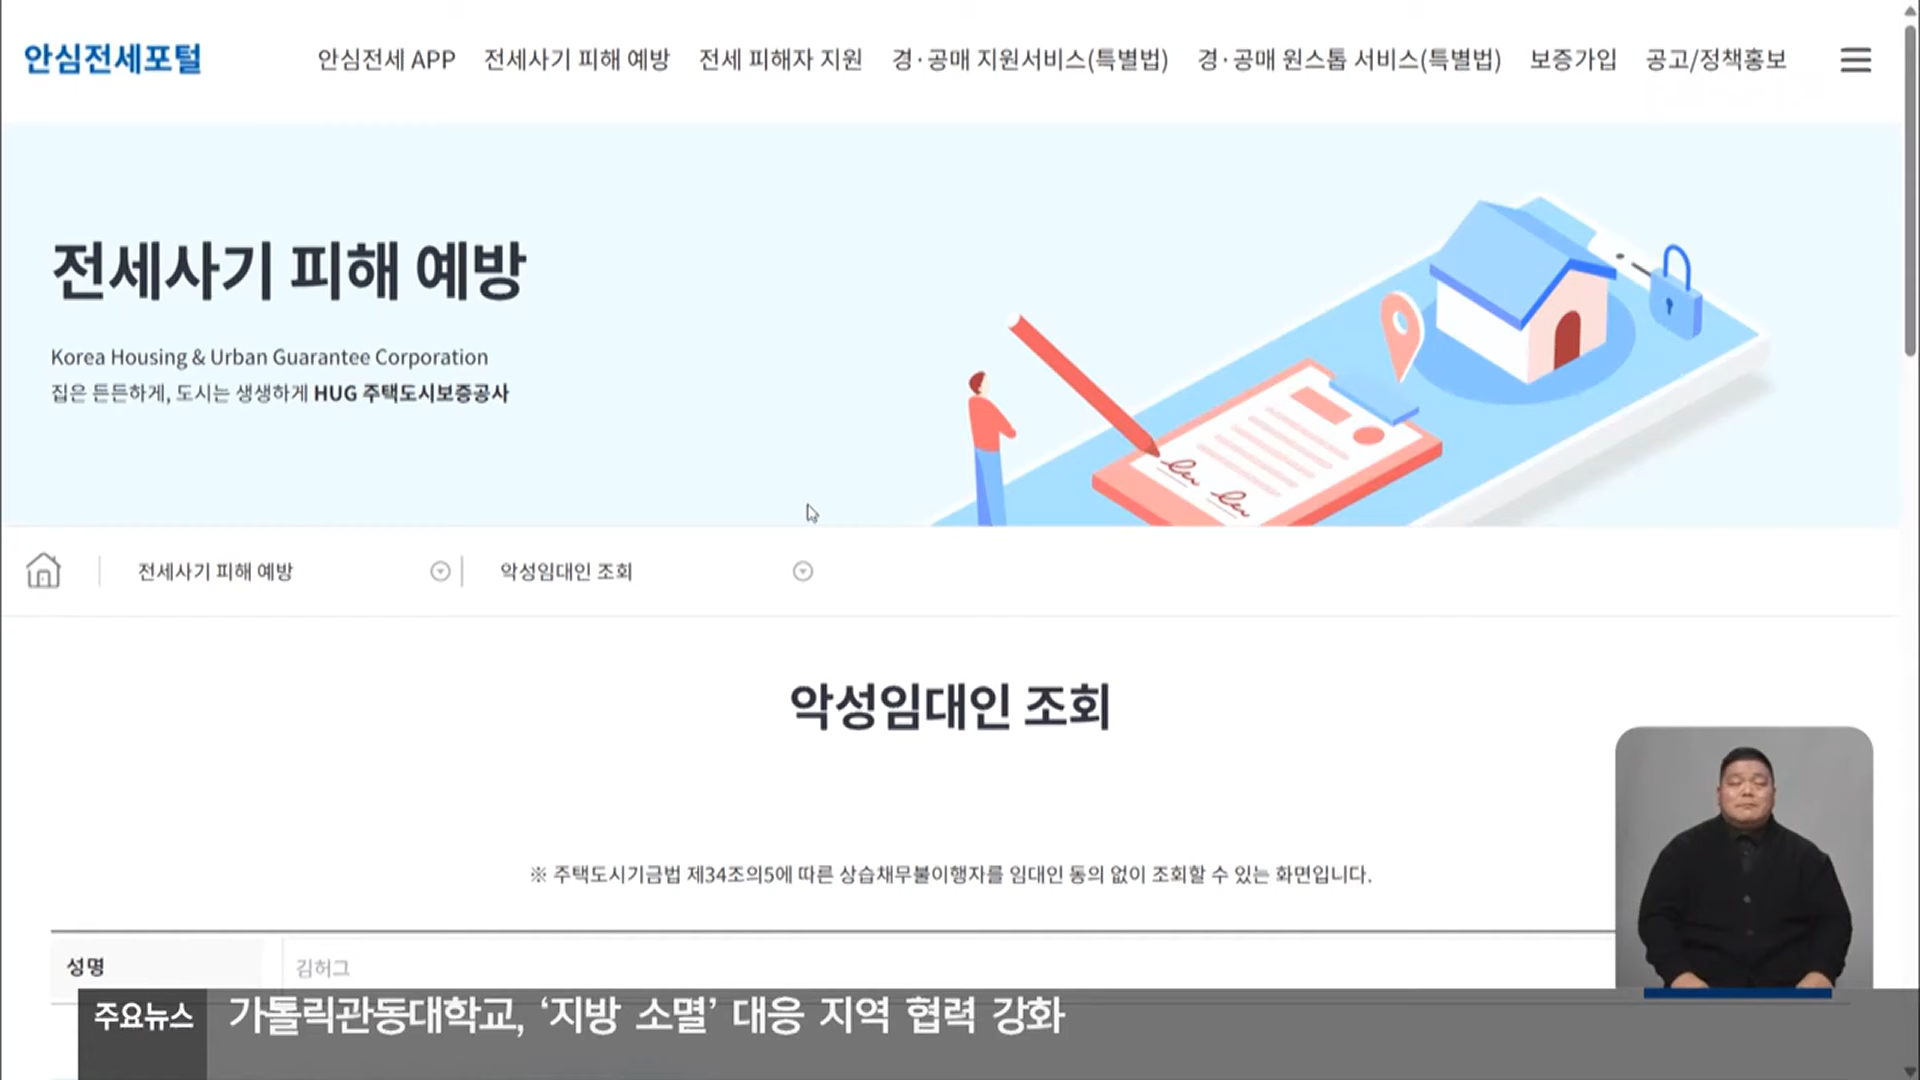 안심전세포털
안심전세 APP 전세사기 피해 예방 전세 피해자 지원 경·공매 지원서비스(특별법) 경·공매 원스톱 서비스(특별법) 보증가입 공고/정책홍보
전세사기 피해 예방
Korea Housing & Urban Guarantee Corporation
집은 든든하게, 도시는 생생하게 HUG 주택도시보증공사
전세사기 피해 예방 악성임대인 조회
악성임대인 조회
※ 주택도시기금법 제34조의5에 따른 상습채무불이행자를 임대인 동의 없이 조회할 수 있는 화면입니다.
성명 김허그
주요뉴스 가톨릭관동대학교, ‘지방 소멸’ 대응 지역 협력 강화